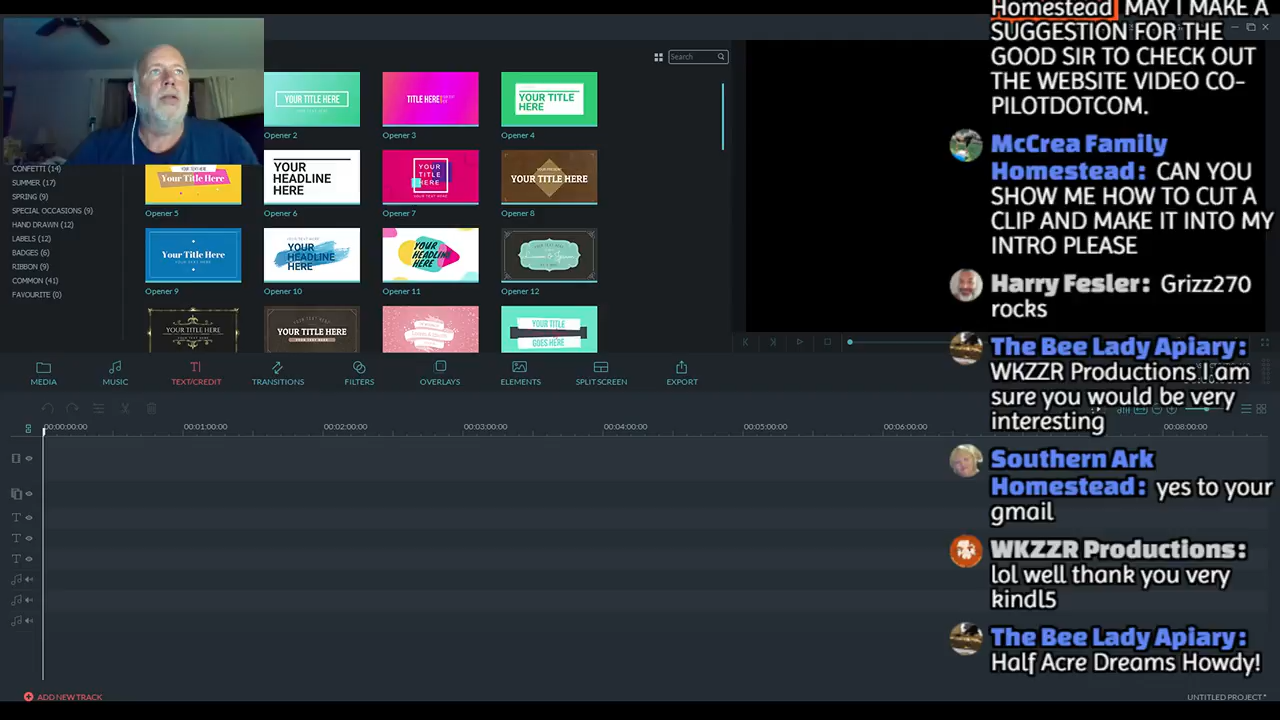 Search
YOUR TITLE HERE
TITLE HERE
YOUR TITLE
HERE
Opener 2
Opener 3
Opener 4
CONFETTI (14)
SUMMER (17)
SPRING (9)
SPECIAL OCCASIONS (9)
HAND DRAWN (12)
LABELS (12)
BADGES (6)
RIBBON (9)
COMMON (41)
FAVOURITE (0)
Your Title Here
YOUR
HEADLINE
HERE
YOUR
TITLE
HERE
YOUR TITLE HERE
Opener 5
Opener 6
Opener 7
Opener 8
Your Title Here
YOUR
HEADLINE
HERE
YOUR
HEADLINE
HERE
Opener 9
Opener 10
Opener 11
Opener 12
YOUR TITLE HERE
YOUR TITLE HERE
YOUR TITLE
GOES HERE
MEDIA
MUSIC
TEXT/CREDIT
TRANSITIONS
FILTERS
OVERLAYS
ELEMENTS
SPLIT SCREEN
EXPORT
00:00:00:00
00:01:00:00
00:02:00:00
00:03:00:00
00:04:00:00
00:05:00:00
00:06:00:00
00:08:00:00
ADD NEW TRACK
UNTITLED PROJECT*
Homestead MAY I MAKE A
SUGGESTION FOR THE
GOOD SIR TO CHECK OUT
THE WEBSITE VIDEO CO-
PILOTDOTCOM.
McCrea Family
Homestead: CAN YOU
SHOW ME HOW TO CUT A
CLIP AND MAKE IT INTO MY
INTRO PLEASE
Harry Fesler: Grizz270
rocks
The Bee Lady Apiary:
WKZZR Productions I am
sure you would be very
interesting
Southern Ark
Homestead: yes to your
gmail
WKZZR Productions:
lol well thank you very
kindl5
The Bee Lady Apiary:
Half Acre Dreams Howdy!